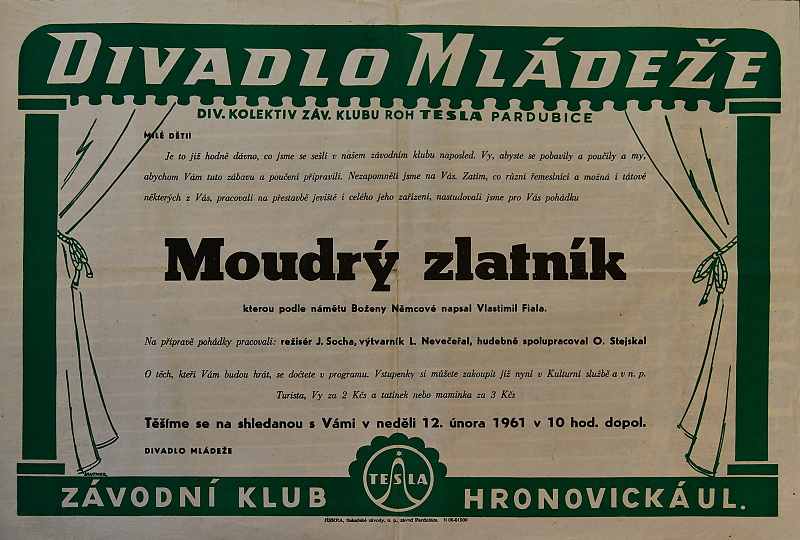 DIVADLO MLÁDEŽE
DIV. KOLEKTIV ZÁV. KLUBU ROH TESLA PARDUBICE
MILÉ DĚTI!
Je to již hodně dávno, co jsme se sešli v našem závodním klubu naposled. Vy, abyste se pobavily a poučily a my,
abychom Vám tuto zábavu a poučení připravili. Nezapomněli jsme na Vás. Zatím, co různí řemeslníci a možná i tátové
některých z Vás, pracovali na přestavbě jeviště i celého jeho zařízení, nastudovali jsme pro Vás pohádku
Moudrý zlatník
kterou podle námětu Boženy Němcové napsal Vlastimil Fiala.
Na přípravě pohádky pracovali: režisér J. Socha, výtvarník L. Nevečeřal, hudebně spolupracoval O. Stejskal
O těch, kteří Vám budou hrát, se dočtete v programu. Vstupenky si můžete zakoupit již nyní v Kulturní službě a v n. p.
Turista, Vy za 2 Kčs a tatínek nebo maminka za 3 Kčs
Těšíme se na shledanou s Vámi v neděli 12. února 1961 v 10 hod. dopol.
DIVADLO MLÁDEŽE
TESLA
ZÁVODNÍ KLUB HRONOVICKÁ UL.
tiskařské závody, n. p., závod Pardubice